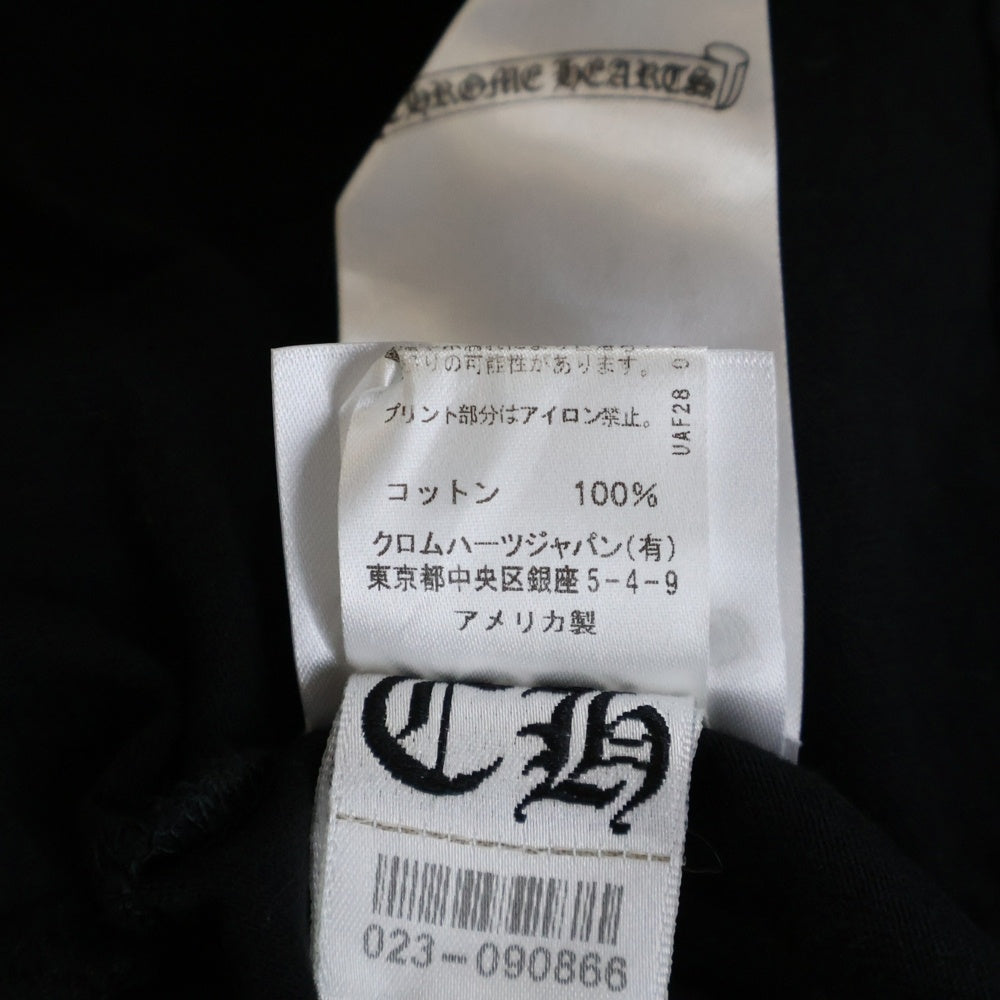 CHROME HEARTS
りの可能性があります。
プリント部分はアイロン禁止。
UAF28
コットン 100%
クロムハーツジャパン(有)
東京都中央区銀座5-4-9
アメリカ製
CH
023-090866